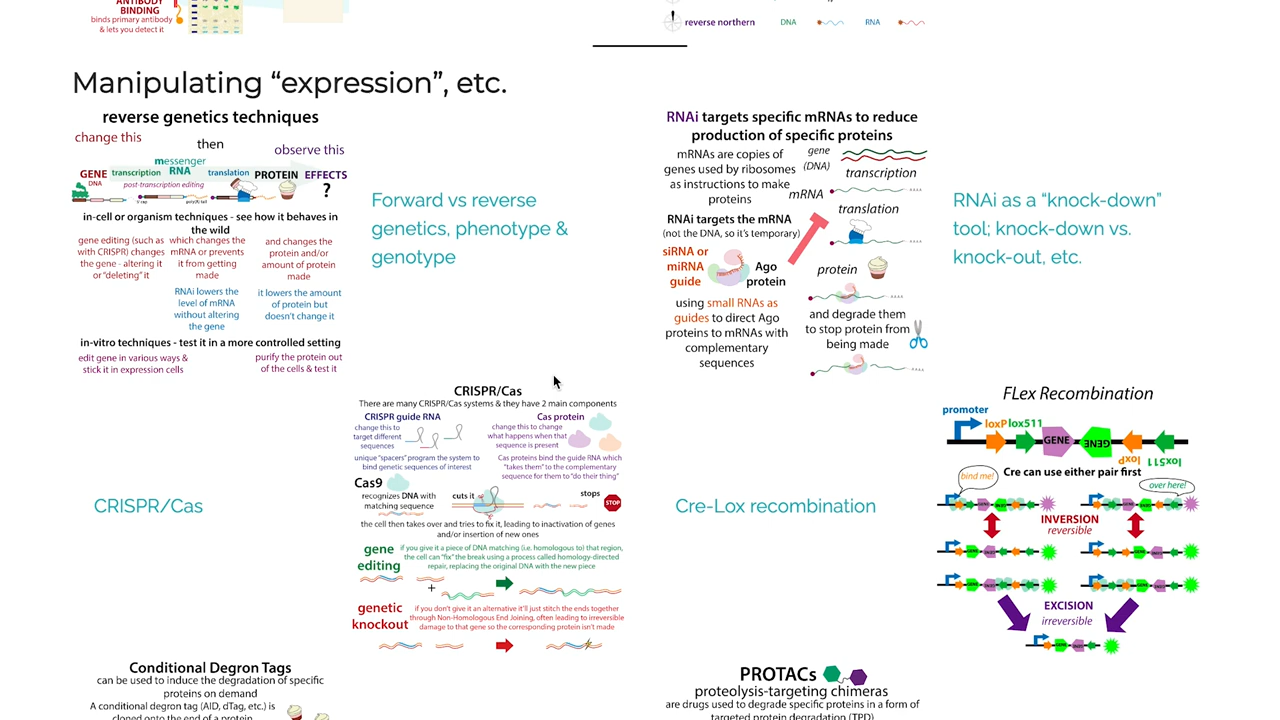 ANTIBODY
BINDING
binds primary antibody
& lets you detect it
reverse northern
DNA
RNA
Manipulating “expression”, etc.
reverse genetics techniques
change this
then
observe this
messenger
GENE transcription RNA translation PROTEIN EFFECTS
DNA
post-transcription editing
?
in-cell or organism techniques - see how it behaves in
the wild
gene editing (such as
with CRISPR) changes
the gene - altering it
or “deleting” it
which changes the
mRNA or prevents
it from getting
made
and changes the
protein and/or
amount of protein
made
RNAi lowers the
level of mRNA
without altering
the gene
it lowers the amount
of protein but
doesn't change it
in-vitro techniques - test it in a more controlled setting
edit gene in various ways &
stick it in expression cells
purify the protein out
of the cells & test it
Forward vs reverse
genetics, phenotype &
genotype
RNAi targets specific mRNAs to reduce
production of specific proteins
mRNAs are copies of
genes used by ribosomes
as instructions to make
proteins
gene
(DNA)
transcription
mRNA
AAAA
translation
RNAi targets the mRNA
(not the DNA, so it's temporary)
siRNA or
miRNA
guide
Ago
protein
protein
AAAA
using small RNAs as
guides to direct Ago
proteins to mRNAs with
complementary
sequences
and degrade them
to stop protein from
being made
RNAi as a “knock-down”
tool; knock-down vs.
knock-out, etc.
CRISPR/Cas
CRISPR/Cas
There are many CRISPR/Cas systems & they have 2 main components
CRISPR guide RNA
change this to
target different
sequences
unique “spacers” program the system to
bind genetic sequences of interest
Cas protein
change this to change
what happens when that
sequence is present
Cas proteins bind the guide RNA which
“takes them” to the complementary
sequence for them to “do their thing”
Cas9
recognizes DNA with
matching sequence
cuts it
stops
STOP
the cell then takes over and tries to fix it, leading to inactivation of genes
and/or insertion of new ones
gene
editing
if you give it a piece of DNA matching (i.e. homologous to) that region,
the cell can “fix” the break using a process called homology-directed
repair, replacing the original DNA with the new piece
+
genetic
knockout
if you don't give it an alternative it'll just stitch the ends together
through Non-Homologous End Joining, often leading to irreversible
damage to that gene so the corresponding protein isn't made
Cre-Lox recombination
FLex Recombination
promoter
loxP lox511
GENE GENE
loxP lox511
Cre can use either pair first
bind me!
over here!
INVERSION
reversible
EXCISION
irreversible
Conditional Degron Tags
can be used to induce the degradation of specific
proteins on demand
A conditional degron tag (AID, dTag, etc.) is
cloned onto the end of a protein
PROTACs
proteolysis-targeting chimeras
are drugs used to degrade specific proteins in a form of
targeted protein degradation (TPD)